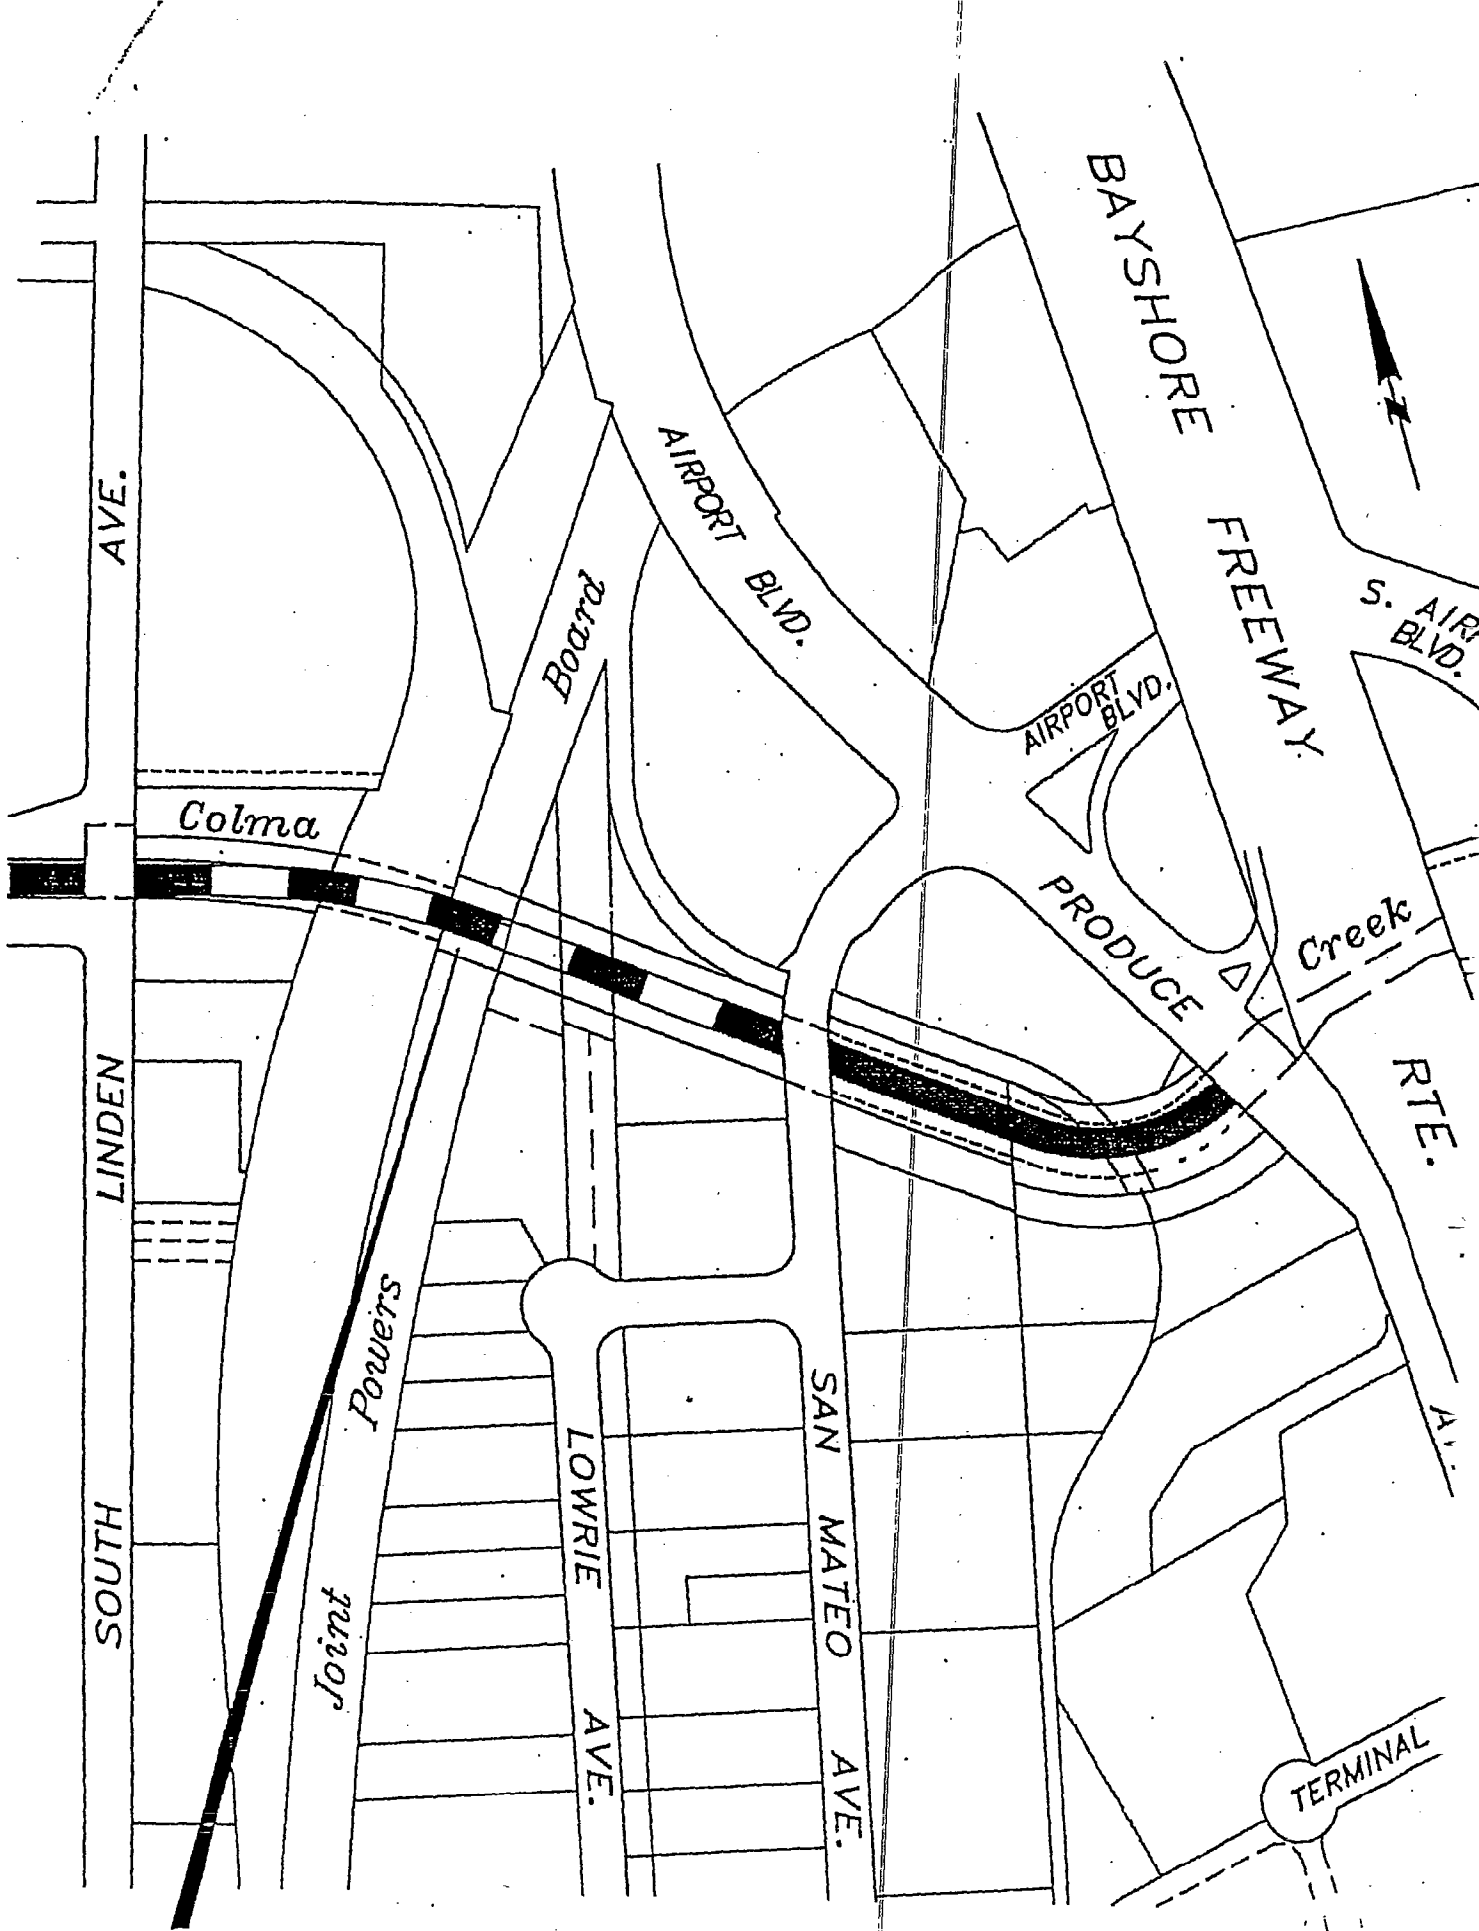 BAYSHORE FREEWAY
AIRPORT BLVD.
AVE.
Board
S. AIR
BLVD.
AIRPORT
BLVD.
Colma
PRODUCE
Creek
RTE.
LINDEN
Powers
SAN MATEO AVE.
LOWRIE AVE.
SOUTH
Joint
TERMINAL
N